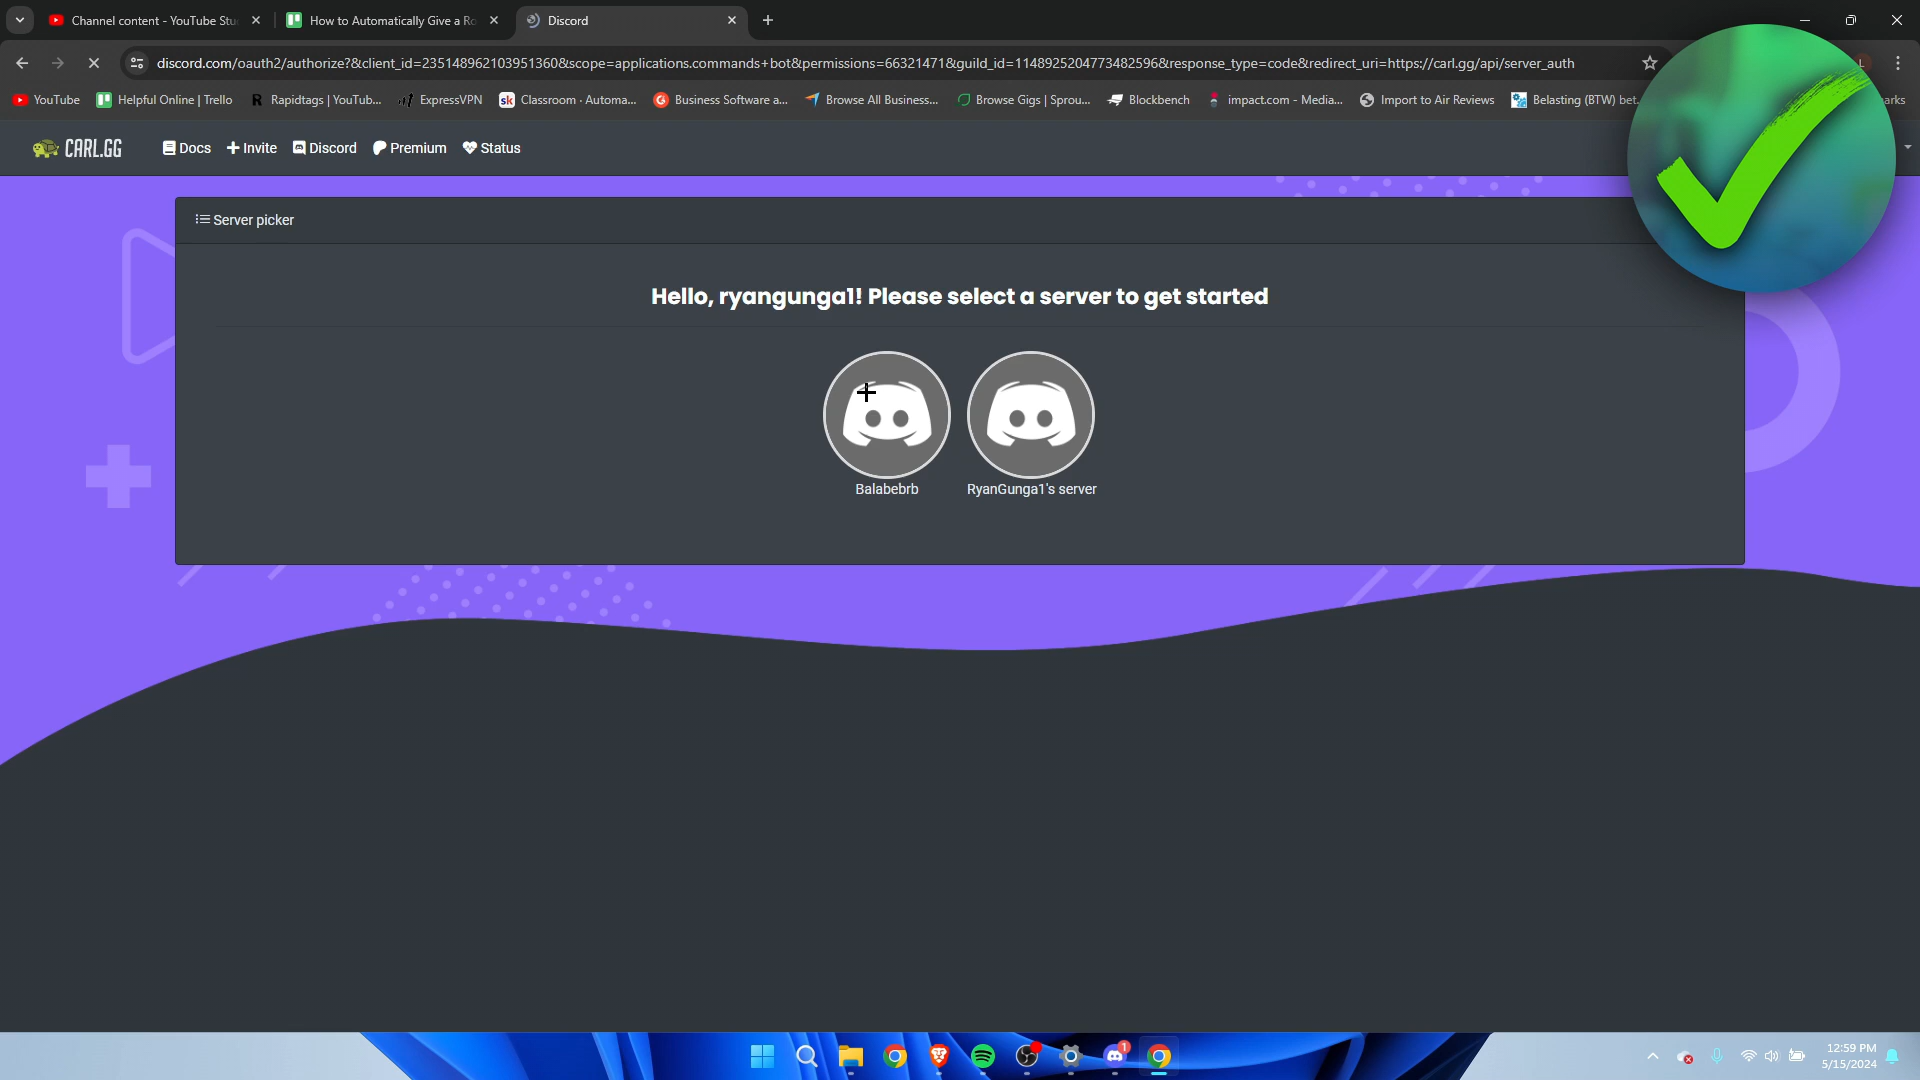 Channel content - YouTube Stu
How to Automatically Give a Ro
Discord
discord.com/oauth2/authorize?&client_id=235148962103951360&scope=applications.commands+bot&permissions=66321471&guild_id=1148925204773482596&response_type=code&redirect_uri=https://carl.gg/api/server_auth
YouTube
Helpful Online | Trello
Rapidtags | YouTub...
ExpressVPN
Classroom - Automa...
Business Software a...
Browse All Business...
Browse Gigs | Sprou...
Blockbench
impact.com - Media...
Import to Air Reviews
Belasting (BTW) bet..
arks
CARL.GG
Docs
Invite
Discord
Premium
Status
Server picker
Hello, ryangunga1! Please select a server to get started
Balabebrb
RyanGunga1's server
1
12:59 PM
5/15/2024